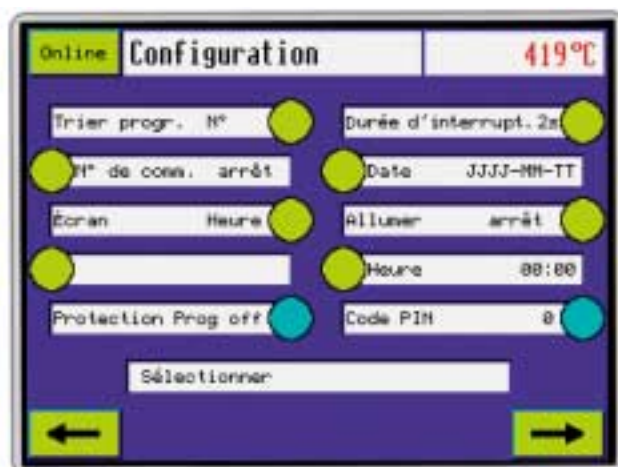 Online Configuration 419°C
Trier progr. N° Durée d'interrupt. 2s
N° de comm. arrêt Date JJJJ-MM-TT
Écran Heure Allumer arrêt
Heure 00:00
Protection Prog off Code PIN 0
Sélectionner